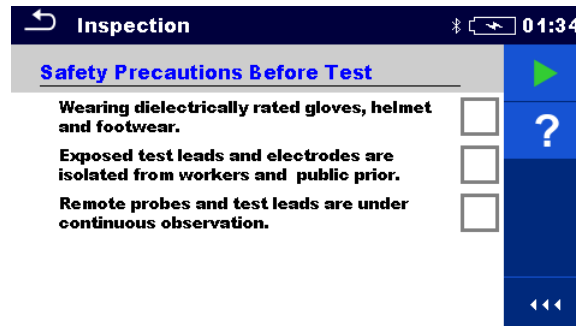 Inspection
01:34
Safety Precautions Before Test
Wearing dielectrically rated gloves, helmet
and footwear.
Exposed test leads and electrodes are
isolated from workers and public prior.
Remote probes and test leads are under
continuous observation.
?